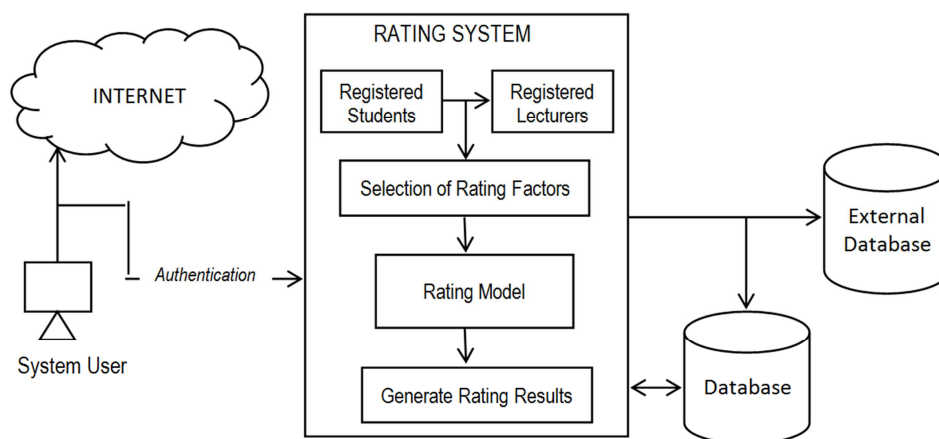 RATING SYSTEM
INTERNET
Registered
Students
Registered
Lecturers
Selection of Rating Factors
External
Database
Authentication
Rating Model
System User
Generate Rating Results
Database